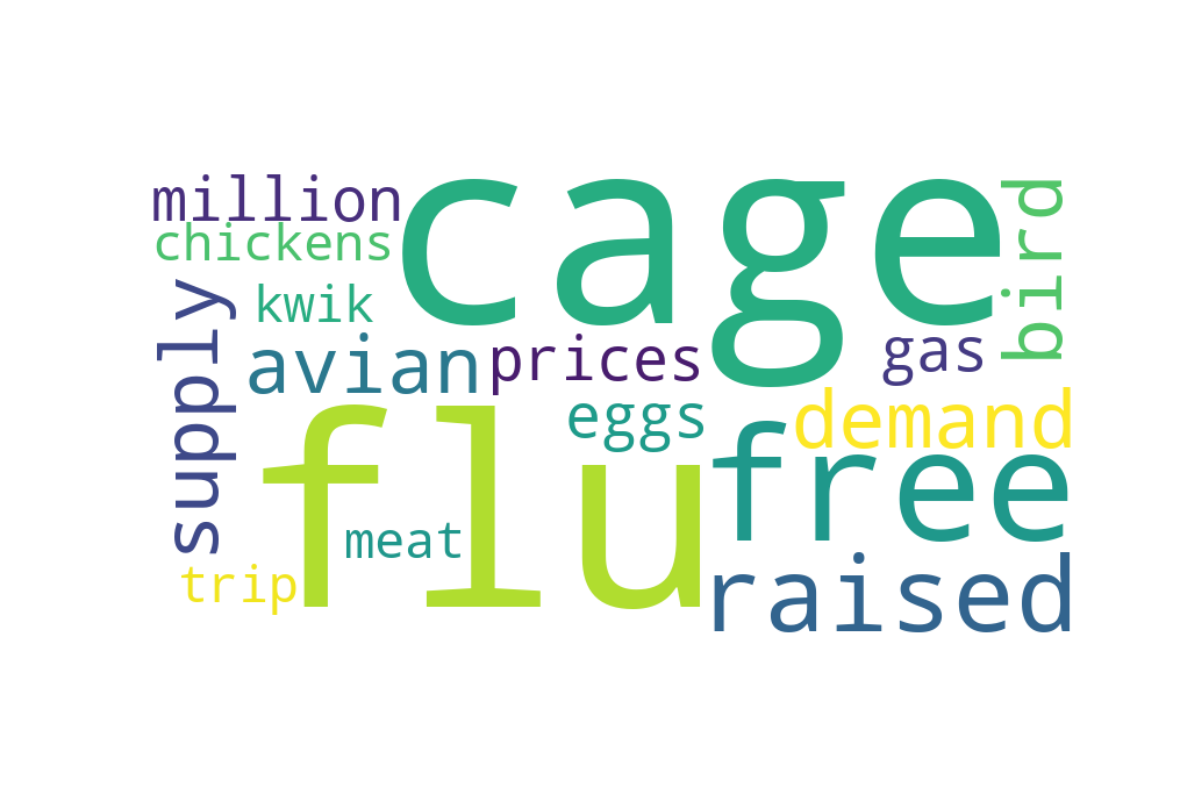 million
cage
bird
chickens
supply
kwik
avian
prices
gas
flu
eggs
demand
free
meat
trip
raised